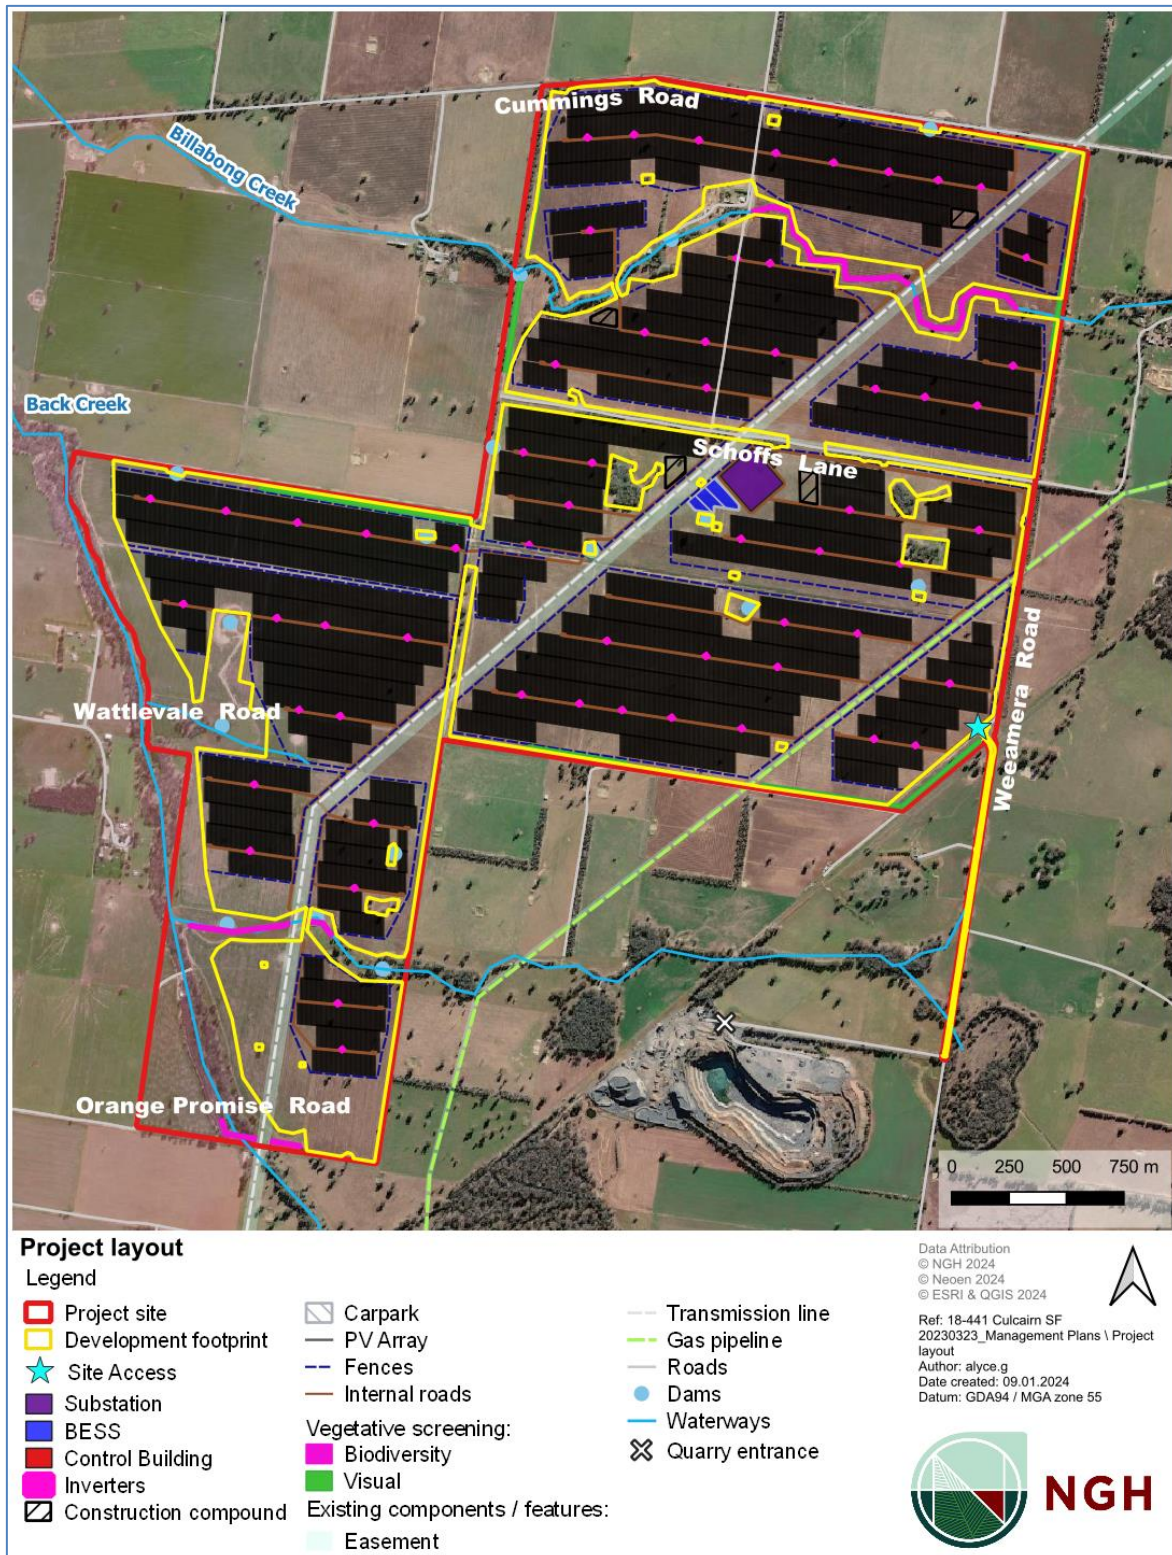 Cummings Road
Billabong Creek
Back Creek
Schoffs Lane
Weeamera Road
Wattlevale Road
Orange Promise Road
0 250 500 750 m
Project layout
Legend
Project site
Development footprint
Site Access
Substation
BESS
Control Building
Inverters
Construction compound
Carpark
PV Array
Fences
Internal roads
Vegetative screening:
Biodiversity
Visual
Existing components / features:
Easement
Transmission line
Gas pipeline
Roads
Dams
Waterways
Quarry entrance
Data Attribution
© NGH 2024
© Neoen 2024
© ESRI & QGIS 2024
Ref: 18-441 Culcairn SF
20230323_Management Plans \ Project
layout
Author: alyce.g
Date created: 09.01.2024
Datum: GDA94 / MGA zone 55
NGH